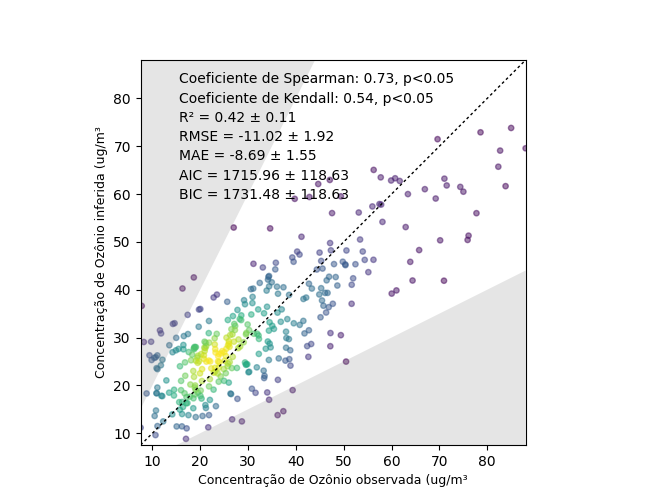 Coeficiente de Spearman: 0.73, p<0.05
Coeficiente de Kendall: 0.54, p<0.05
R² = 0.42 ± 0.11
RMSE = -11.02 ± 1.92
MAE = -8.69 ± 1.55
AIC = 1715.96 ± 118.63
BIC = 1731.48 ± 118.63
Concentração de Ozônio inferida (ug/m³
80
70
60
50
40
30
20
10
10 20 30 40 50 60 70 80
Concentração de Ozônio observada (ug/m³